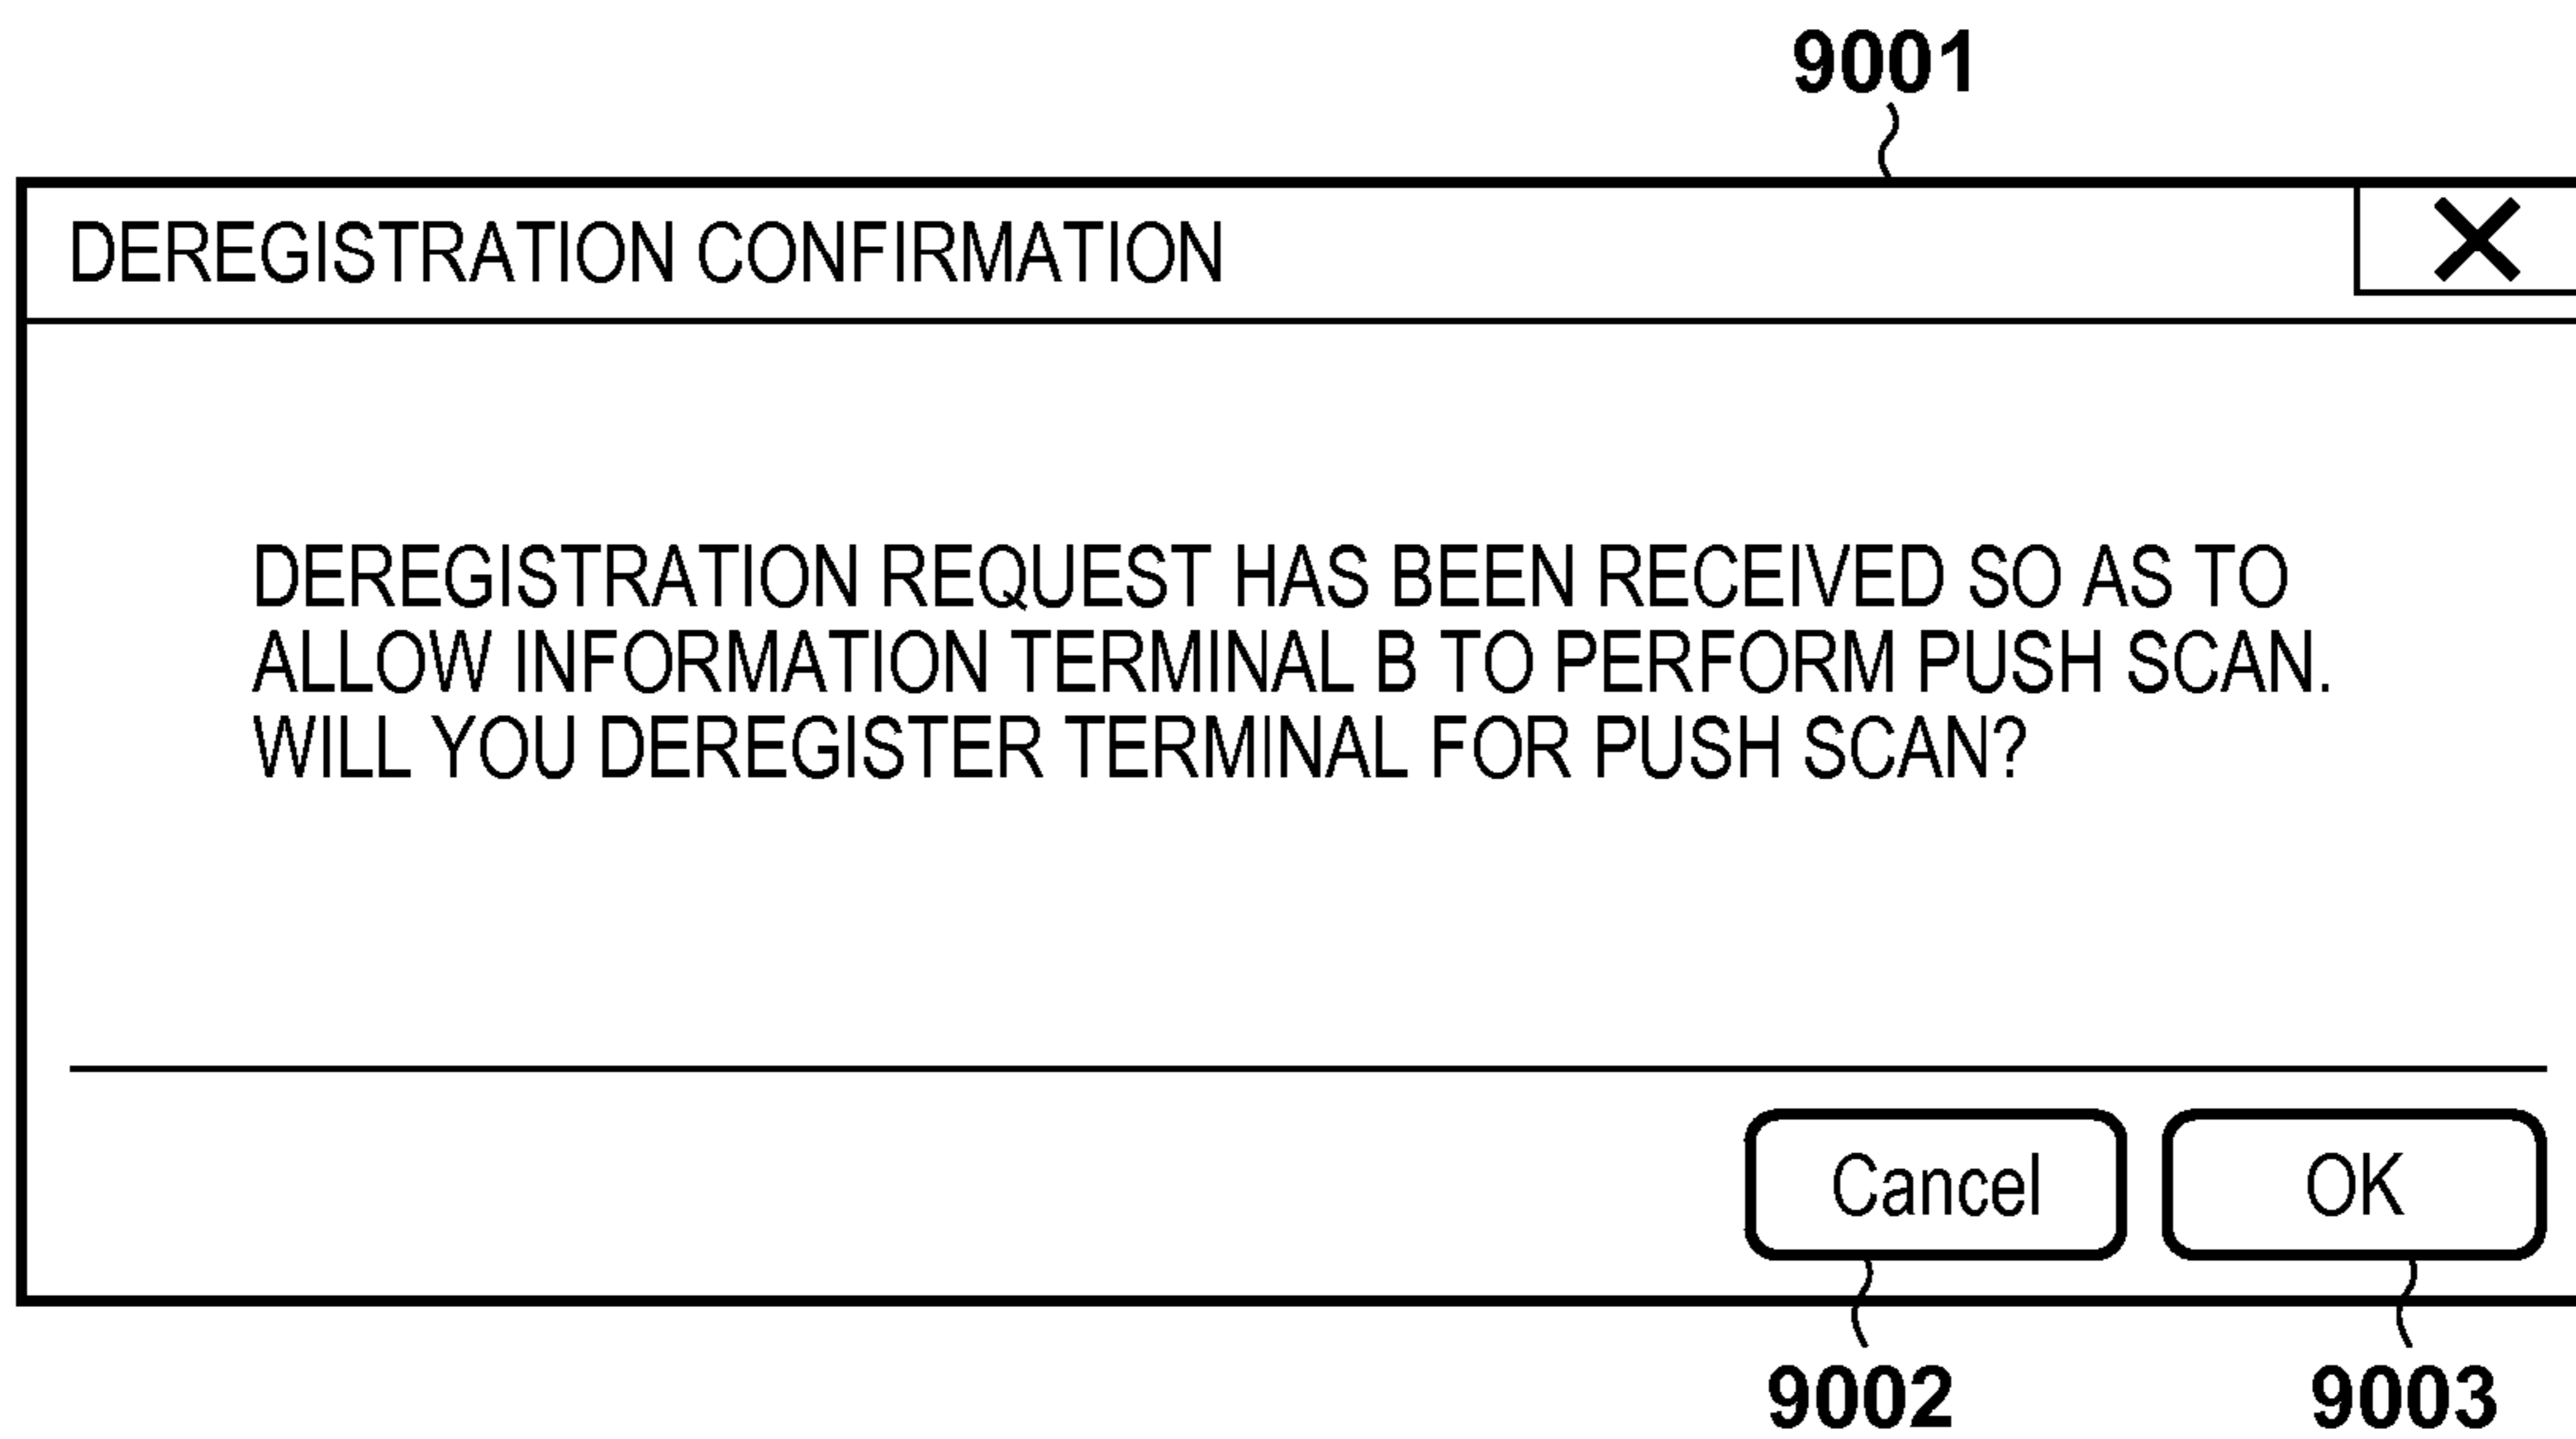 9001
DEREGISTRATION CONFIRMATION
DEREGISTRATION REQUEST HAS BEEN RECEIVED SO AS TO
ALLOW INFORMATION TERMINAL B TO PERFORM PUSH SCAN.
WILL YOU DEREGISTER TERMINAL FOR PUSH SCAN?
Cancel OK
9002 9003